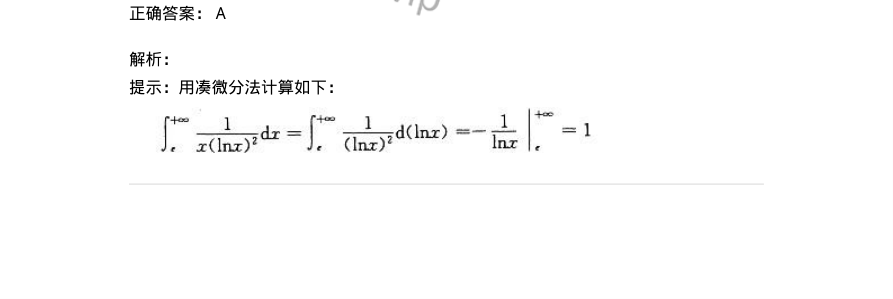 正确答案： A
解析：
提示：用凑微分法计算如下：
∫_e^{+∞} 1/(x(lnx)²) dx = ∫_e^{+∞} 1/(lnx)² d(lnx) = −1/lnx |_e^{+∞} = 1